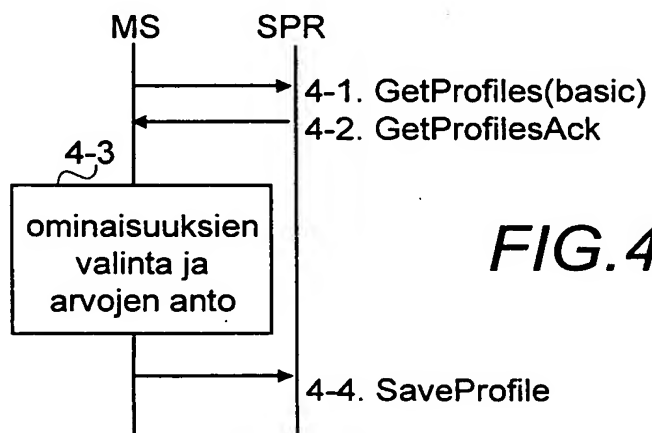 MS SPR
4-1. GetProfiles(basic)
4-2. GetProfilesAck
4-3
ominaisuuksien
valinta ja
arvojen anto
FIG.4
4-4. SaveProfile